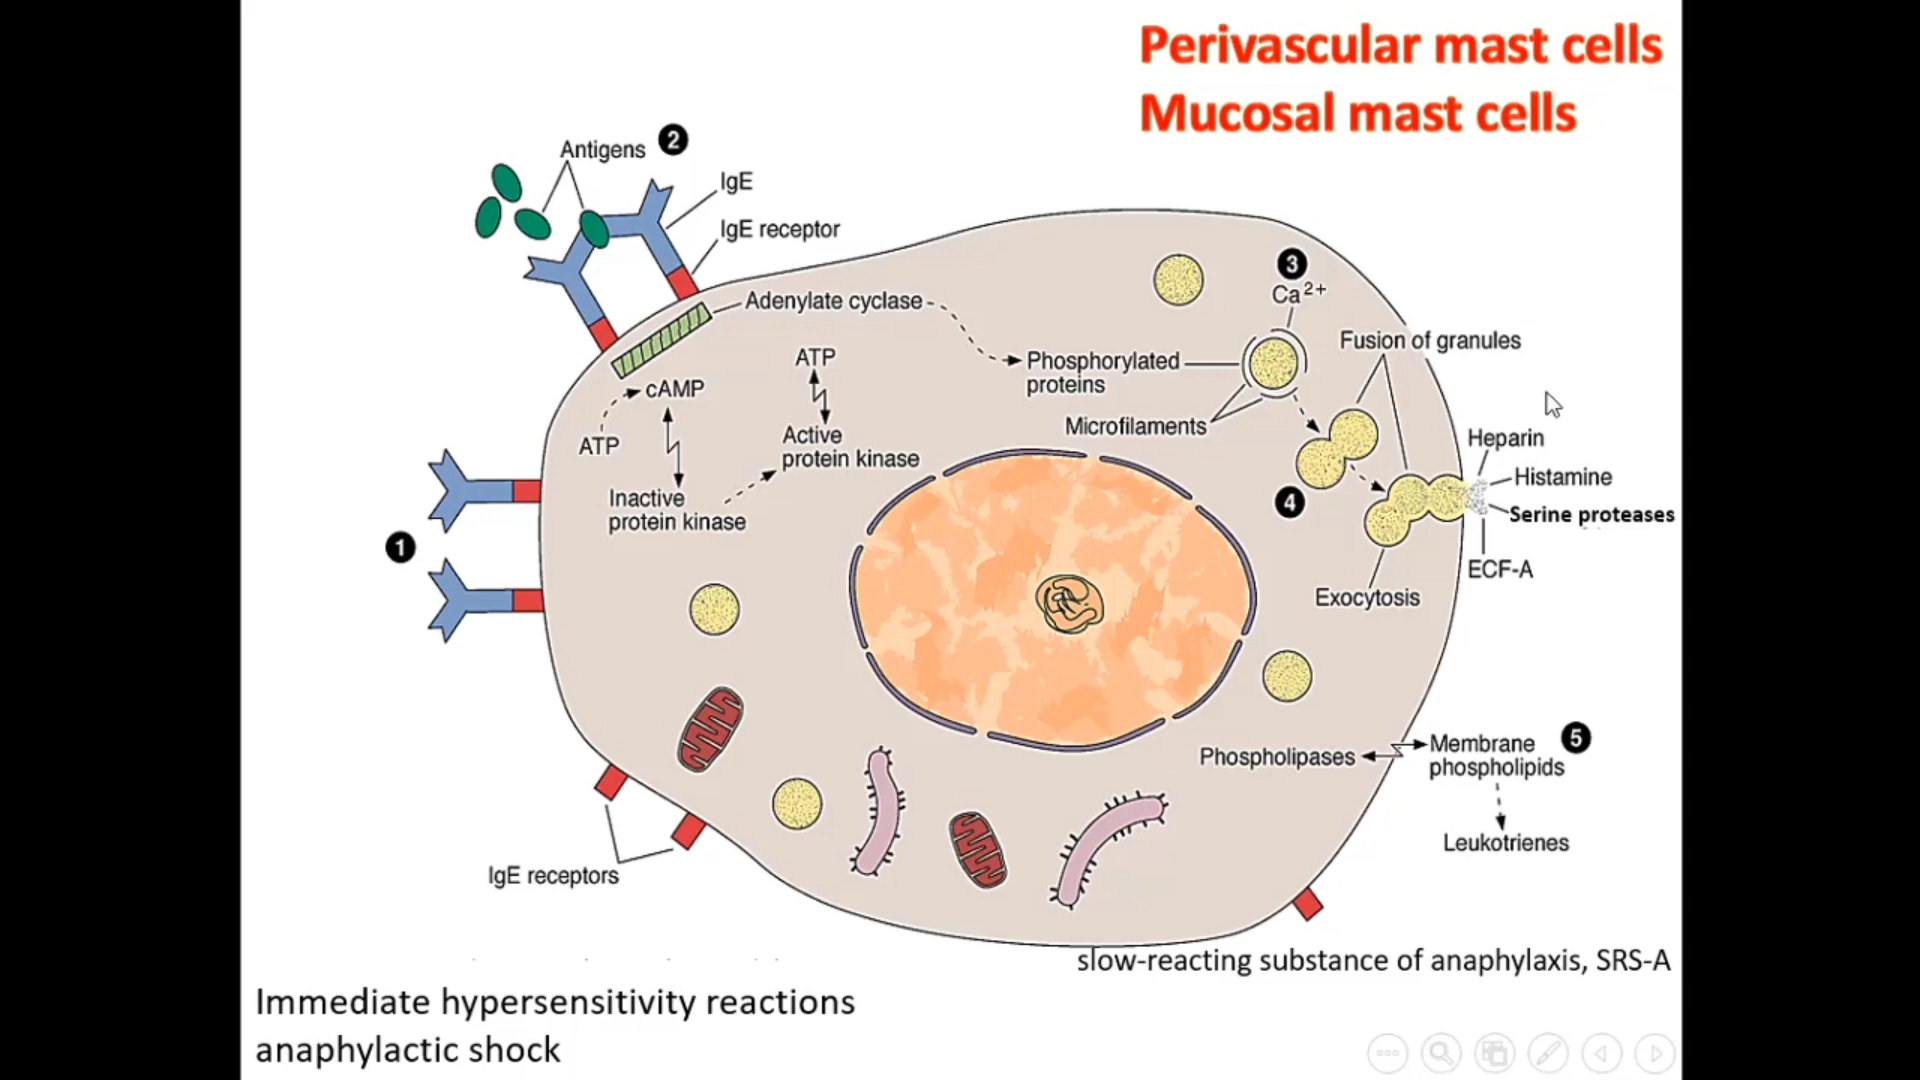 Perivascular mast cells
Mucosal mast cells
Antigens
2
IgE
IgE receptor
Adenylate cyclase
3
Ca2+
Fusion of granules
ATP
Phosphorylated
proteins
cAMP
Microfilaments
ATP
Active
protein kinase
Inactive
protein kinase
Heparin
Histamine
Serine proteases
4
1
ECF-A
Exocytosis
Phospholipases
Membrane
phospholipids
5
Leukotrienes
IgE receptors
slow-reacting substance of anaphylaxis, SRS-A
Immediate hypersensitivity reactions
anaphylactic shock